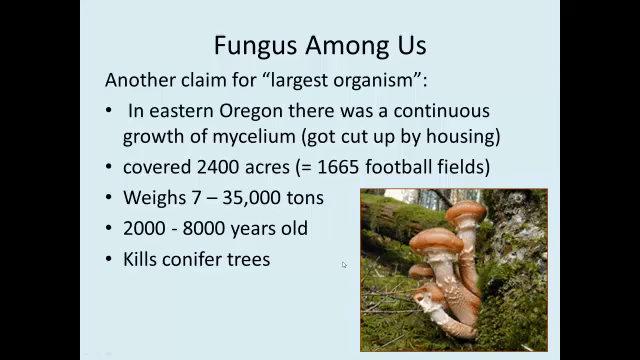 Fungus Among Us
Another claim for “largest organism”:
• In eastern Oregon there was a continuous
growth of mycelium (got cut up by housing)
• covered 2400 acres (= 1665 football fields)
• Weighs 7 – 35,000 tons
• 2000 - 8000 years old
• Kills conifer trees